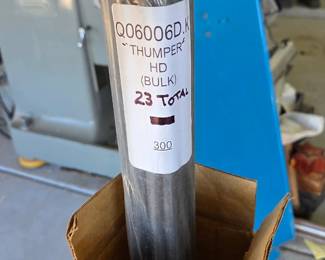 Q06006D.K
"THUMPER"
HD
(BULK)
23 TOTAL
300